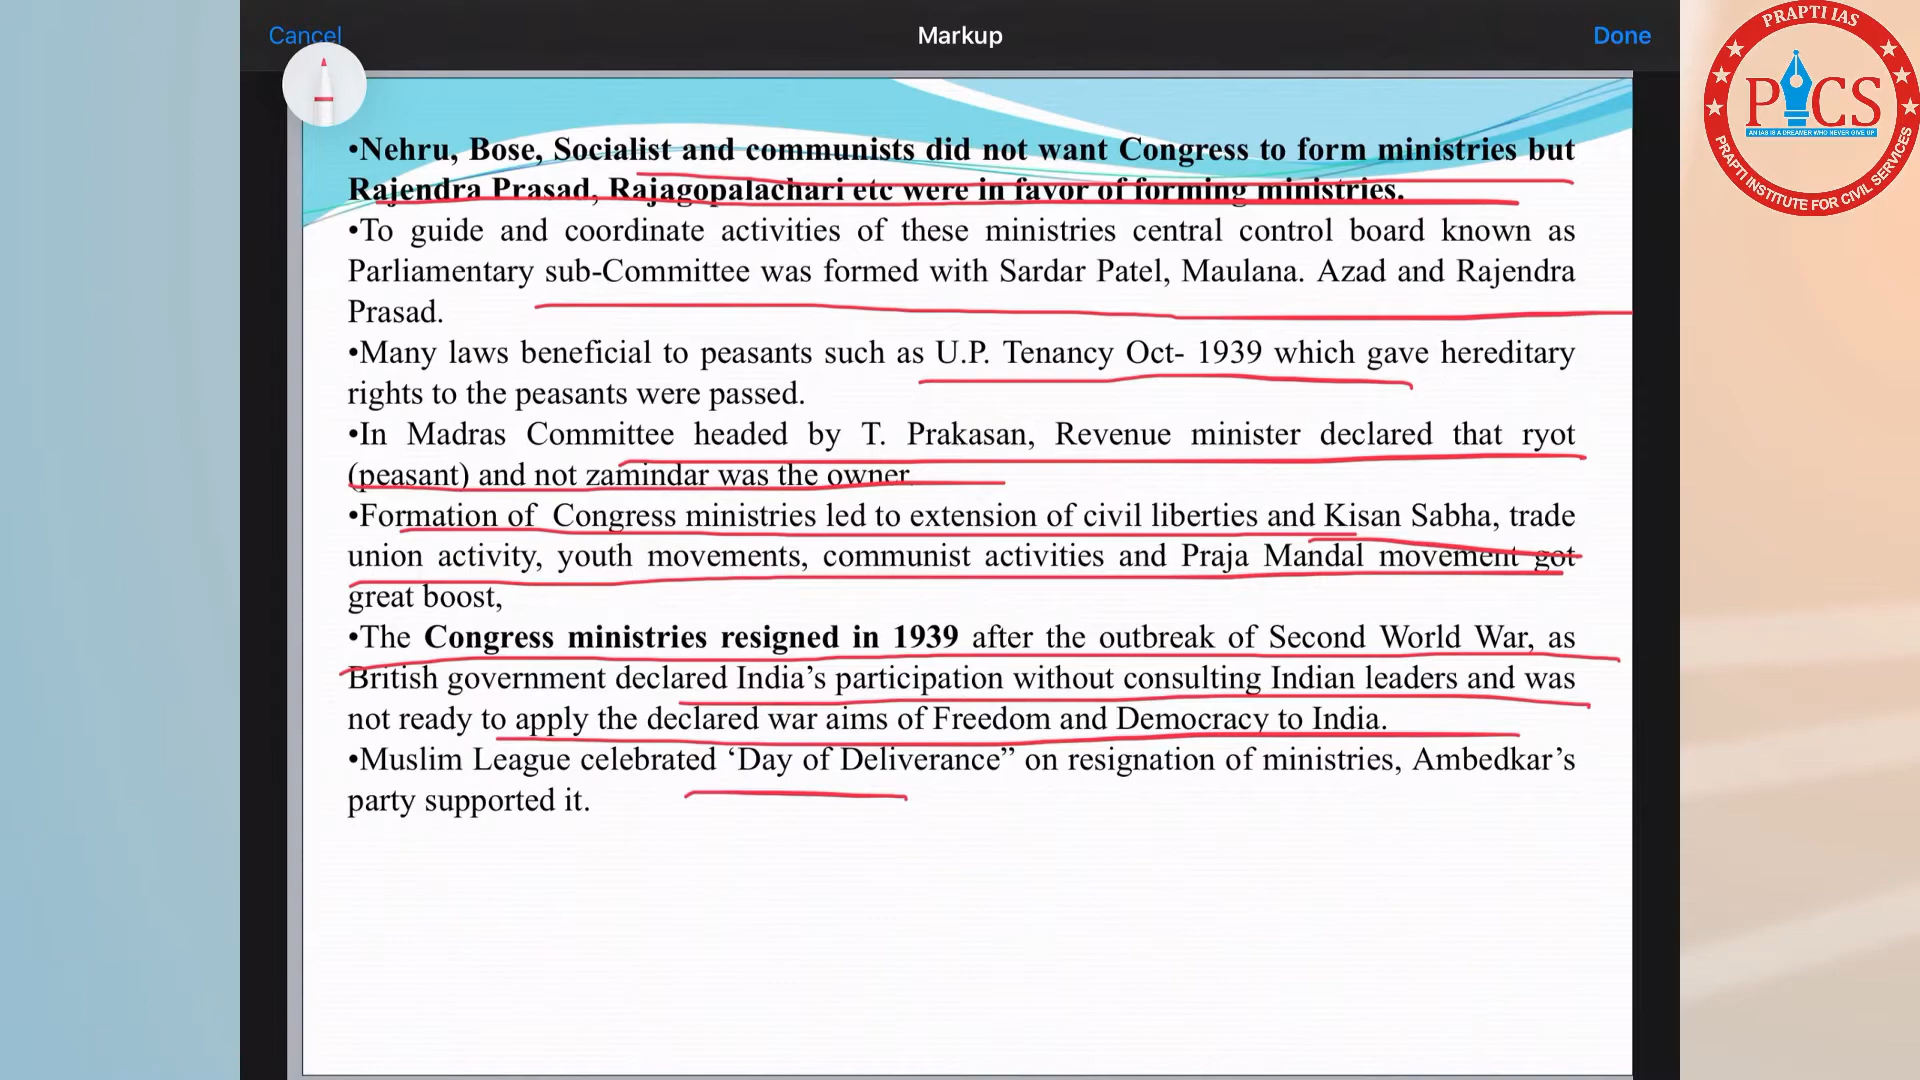 Cancel
Markup
Done
PRAPTI IAS
PICS
AN IAS IS A DREAMER WHO NEVER GIVE UP
PRAPTI INSTITUTE FOR CIVIL SERVICES
•Nehru, Bose, Socialist and communists did not want Congress to form ministries but
Rajendra Prasad, Rajagopalachari etc were in favor of forming ministries.
•To guide and coordinate activities of these ministries central control board known as
Parliamentary sub-Committee was formed with Sardar Patel, Maulana. Azad and Rajendra
Prasad.
•Many laws beneficial to peasants such as U.P. Tenancy Oct- 1939 which gave hereditary
rights to the peasants were passed.
•In Madras Committee headed by T. Prakasan, Revenue minister declared that ryot
(peasant) and not zamindar was the owner.
•Formation of Congress ministries led to extension of civil liberties and Kisan Sabha, trade
union activity, youth movements, communist activities and Praja Mandal movement got
great boost,
•The Congress ministries resigned in 1939 after the outbreak of Second World War, as
British government declared India’s participation without consulting Indian leaders and was
not ready to apply the declared war aims of Freedom and Democracy to India.
•Muslim League celebrated ‘Day of Deliverance” on resignation of ministries, Ambedkar’s
party supported it.